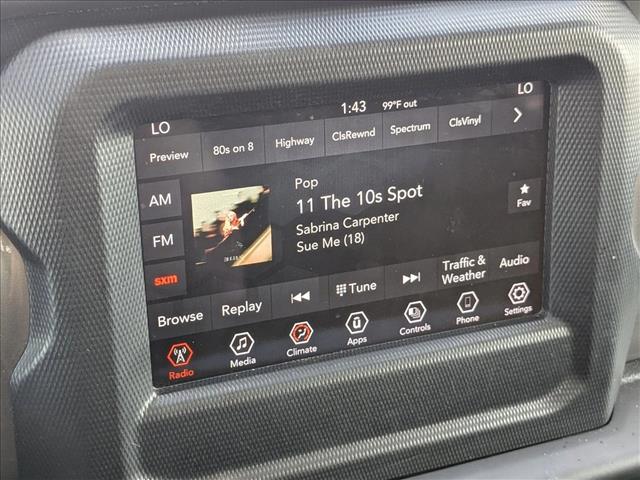 LO 1:43 99°F out LO
Preview 80s on 8 Highway ClsRewnd Spectrum ClsVinyl
AM
FM
sxm
Pop
11 The 10s Spot
Sabrina Carpenter
Sue Me (18)
Fav
Browse Replay Tune Traffic & Weather Audio
Radio Media Climate Apps Controls Phone Settings